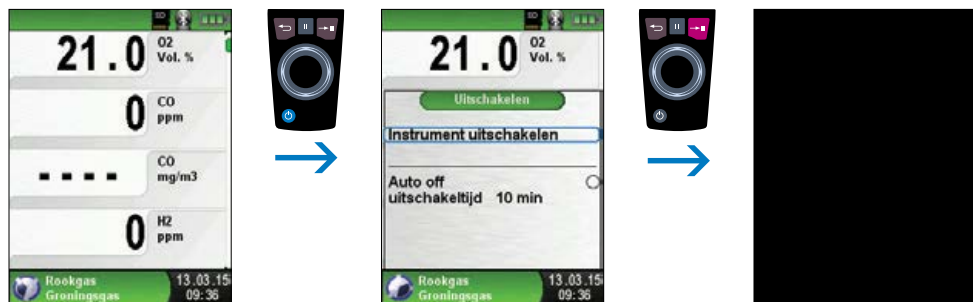 SD
21.0 O2
Vol. %
0 CO
ppm
---- CO
mg/m3
0 H2
ppm
Rookgas
Groningsgas
13.03.15
09:36
SD
21.0 O2
Vol. %
Uitschakelen
Instrument uitschakelen
Auto off
uitschakeltijd 10 min
Rookgas
Groningsgas
13.03.15
09:36